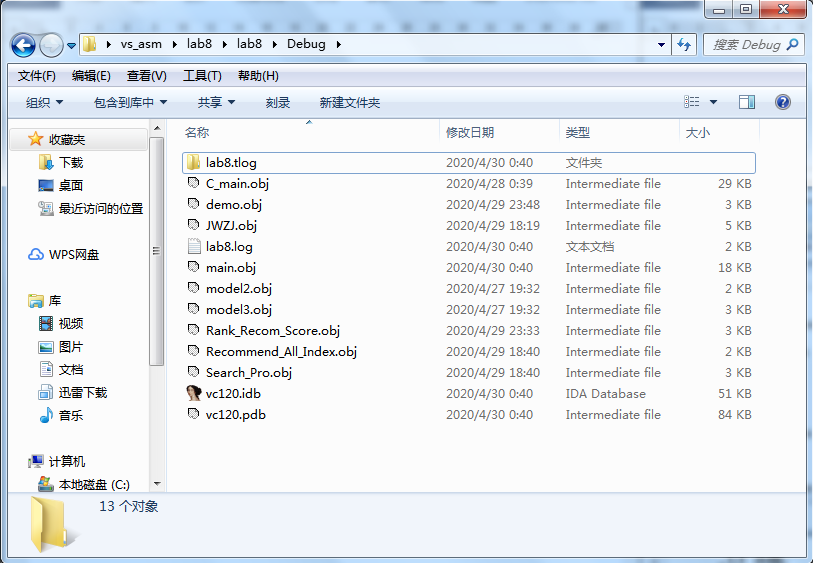 vs_asm lab8 lab8 Debug 搜索 Debug
文件(F) 编辑(E) 查看(V) 工具(T) 帮助(H)
组织 包含到库中 共享 刻录 新建文件夹
收藏夹
下载
桌面
最近访问的位置
WPS网盘
库
视频
图片
文档
迅雷下载
音乐
计算机
本地磁盘 (C:)
名称 修改日期 类型 大小
lab8.tlog 2020/4/30 0:40 文件夹
C_main.obj 2020/4/28 0:39 Intermediate file 29 KB
demo.obj 2020/4/29 23:48 Intermediate file 3 KB
JWZJ.obj 2020/4/29 18:19 Intermediate file 5 KB
lab8.log 2020/4/30 0:40 文本文档 2 KB
main.obj 2020/4/30 0:40 Intermediate file 18 KB
model2.obj 2020/4/27 19:32 Intermediate file 2 KB
model3.obj 2020/4/27 19:32 Intermediate file 3 KB
Rank_Recom_Score.obj 2020/4/29 23:33 Intermediate file 3 KB
Recommend_All_Index.obj 2020/4/29 18:40 Intermediate file 2 KB
Search_Pro.obj 2020/4/29 18:40 Intermediate file 3 KB
vc120.idb 2020/4/30 0:40 IDA Database 51 KB
vc120.pdb 2020/4/30 0:40 Intermediate file 84 KB
13 个对象